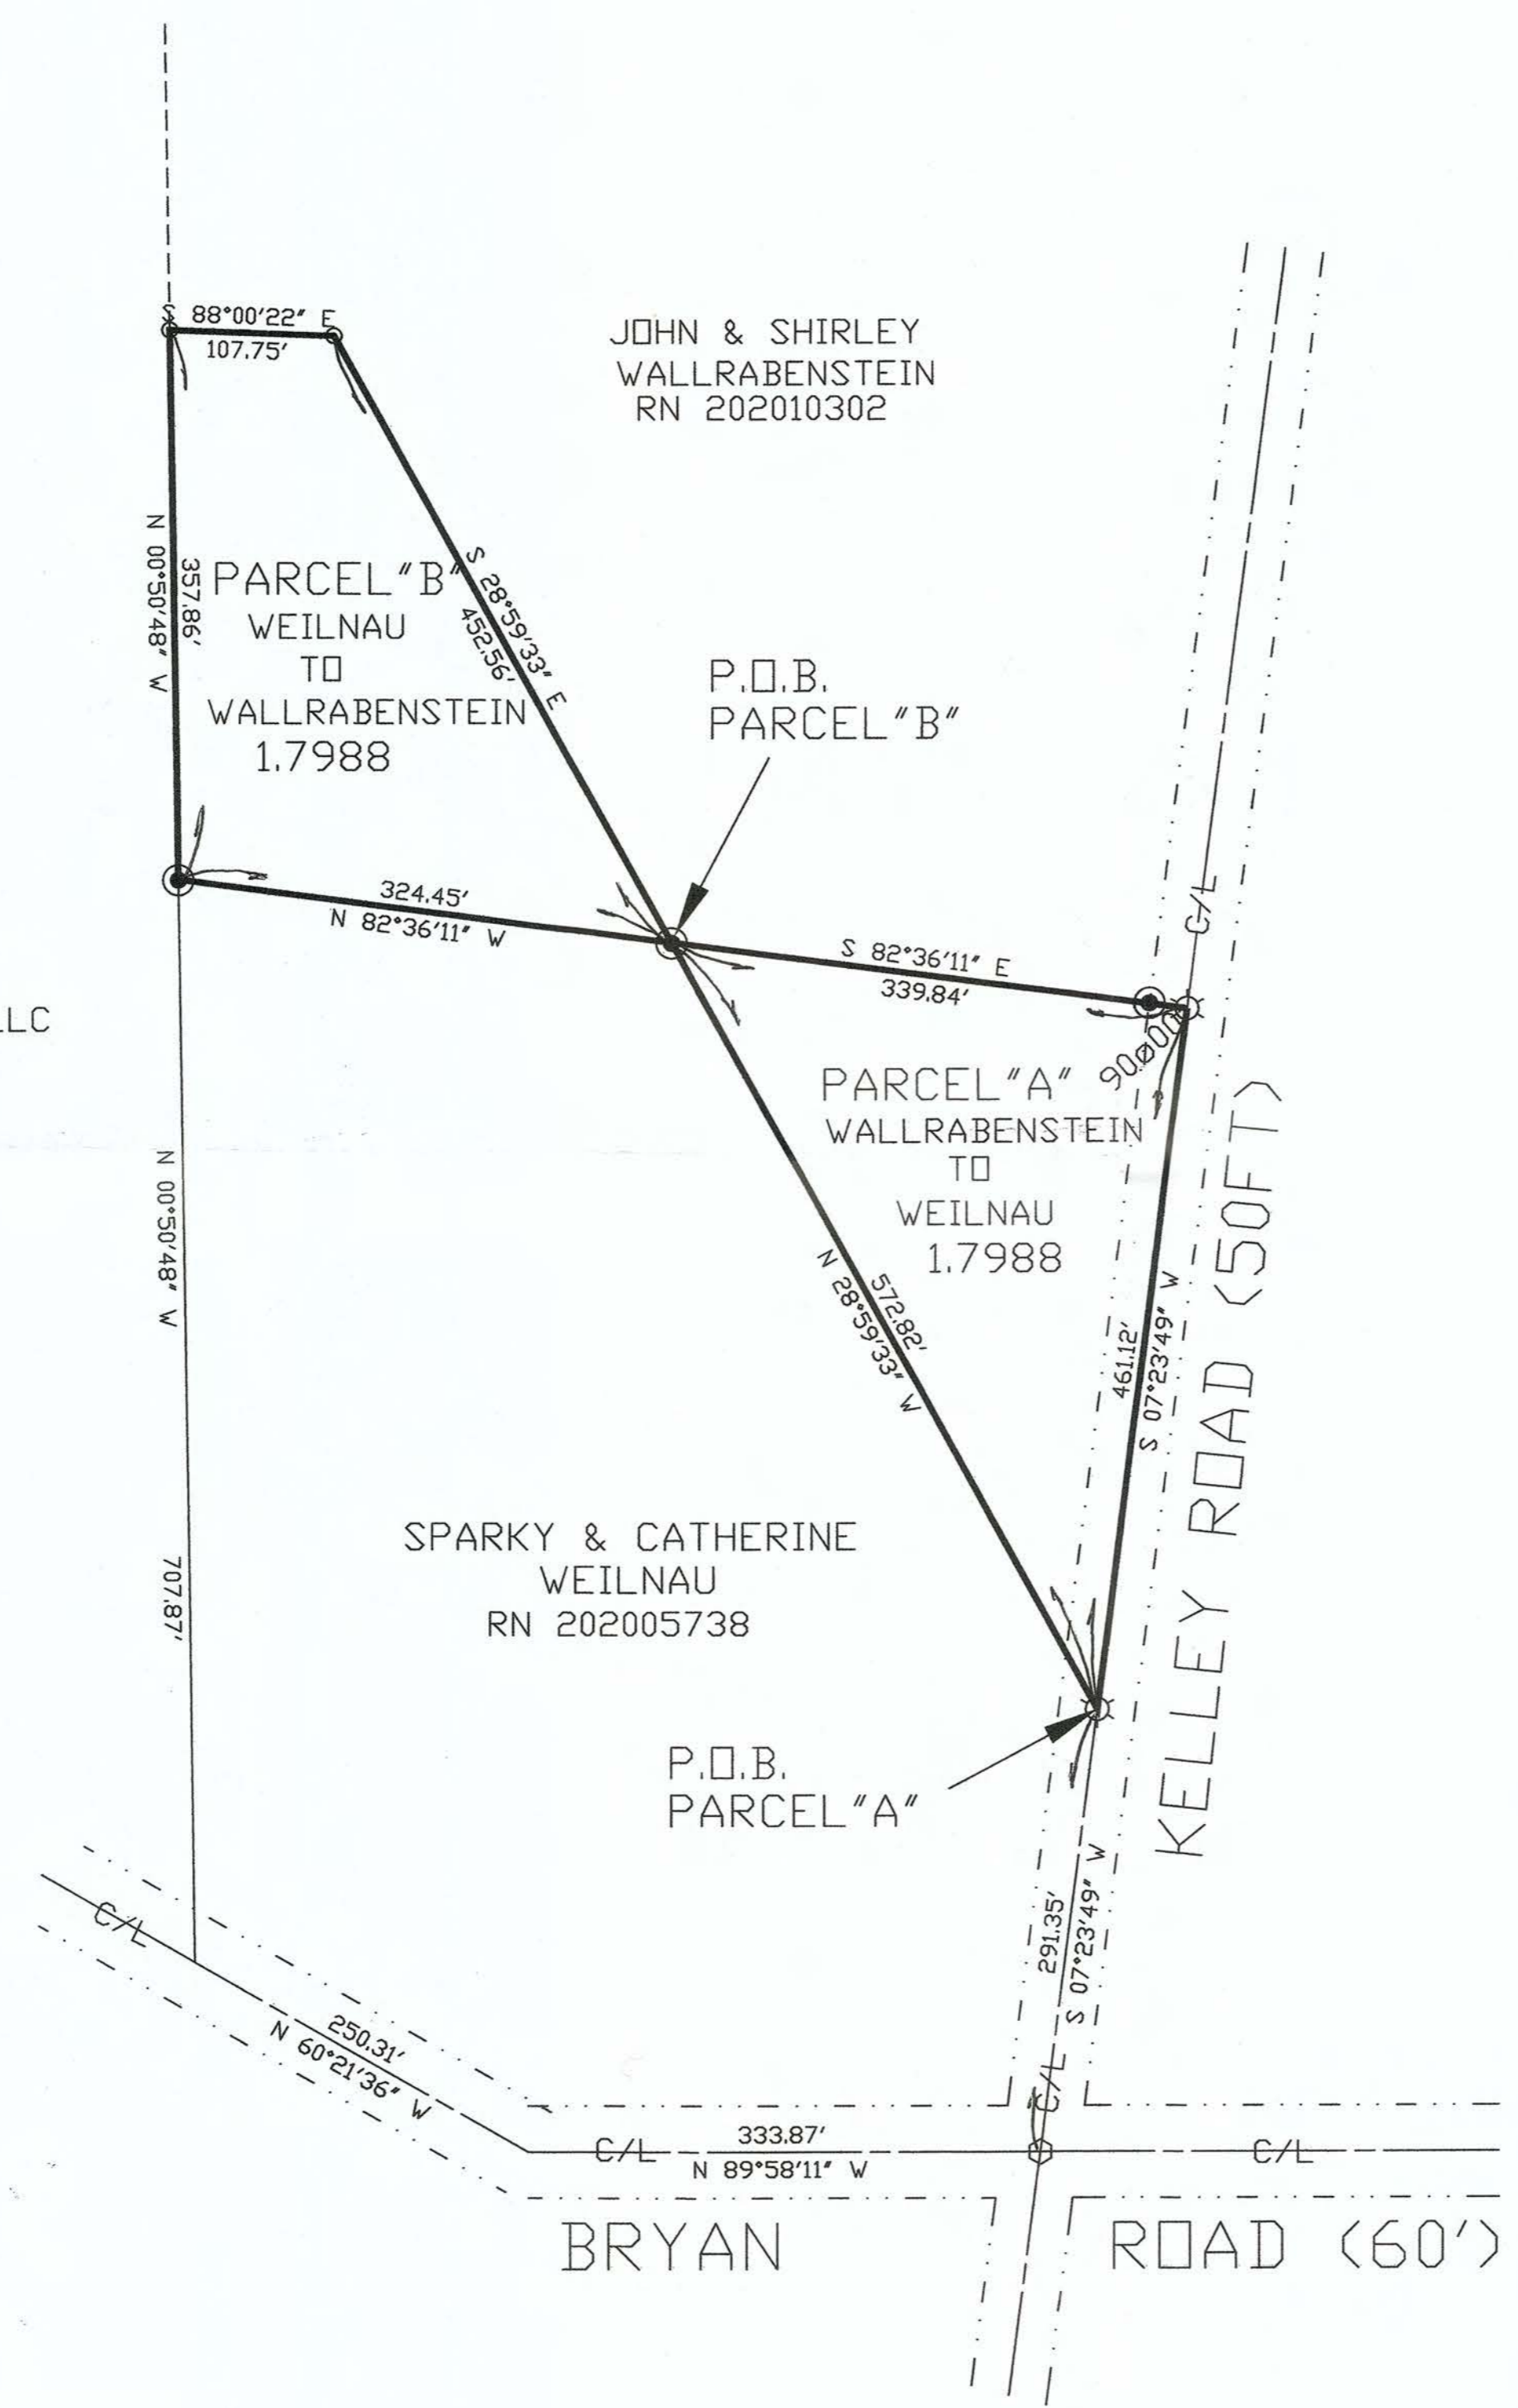 S 88°00'22" E
107.75'
JOHN & SHIRLEY
WALLRABENSTEIN
RN 202010302
N 00°50'48" W
357.86'
PARCEL"B"
WEILNAU
TO
WALLRABENSTEIN
1.7988
S 28°59'33" E
452.56'
P.O.B.
PARCEL"B"
C/L
324.45'
N 82°36'11" W
S 82°36'11" E
339.84'
LLC
90.000
PARCEL"A"
WALLRABENSTEIN
TO
WEILNAU
1.7988
N 00°50'48" W
707.87'
572.82'
N 28°59'33" W
461.12'
S 07°23'49" W
KELLEY ROAD (50FT)
SPARKY & CATHERINE
WEILNAU
RN 202005738
P.O.B.
PARCEL"A"
291.35'
S 07°23'49" W
C/L
C/L
250.31'
N 60°21'36" W
C/L
333.87'
N 89°58'11" W
C/L
BRYAN ROAD (60')